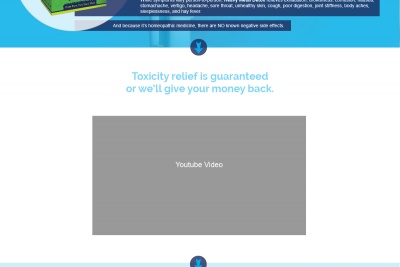 stomachache, vertigo, headache, sore throat, unhealthy skin, cough, poor digestion, joint stiffness, body aches,
sleeplessness, and hay fever.
And because it's homeopathic medicine, there are NO known negative side effects.
Toxicity relief is guaranteed
or we'll give your money back.
Youtube Video